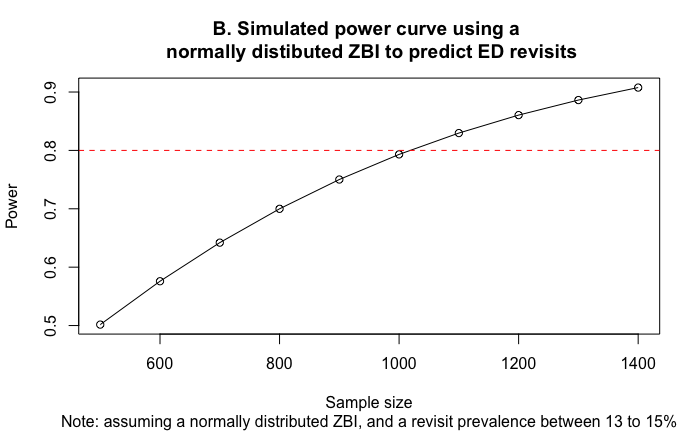 B. Simulated power curve using a
normally distibuted ZBI to predict ED revisits
0.9
0.8
0.7
0.6
0.5
Power
600 800 1000 1200 1400
Sample size
Note: assuming a normally distributed ZBI, and a revisit prevalence between 13 to 15%